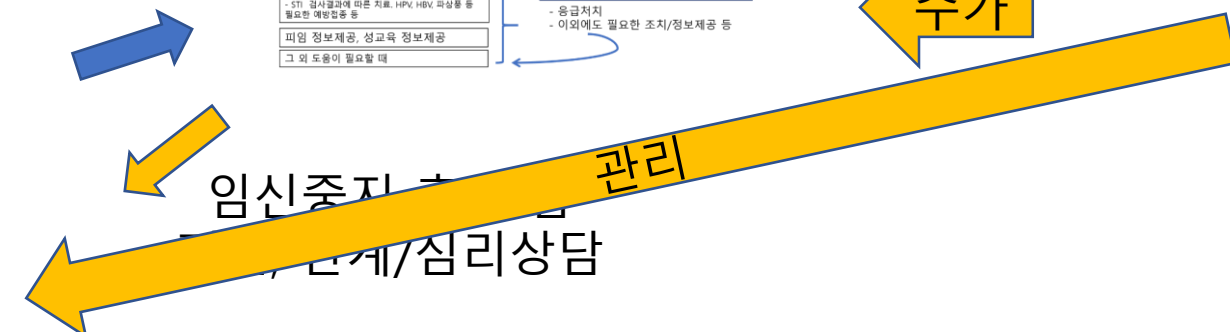 - STI 검사결과에 따른 치료. HPV, HBV, 파상풍 등
필요한 예방접종 등
피임 정보제공, 성교육 정보제공
그 외 도움이 필요할 때
- 응급처치
- 이외에도 필요한 조치/정보제공 등
추가
관리
임신중지
심리상담